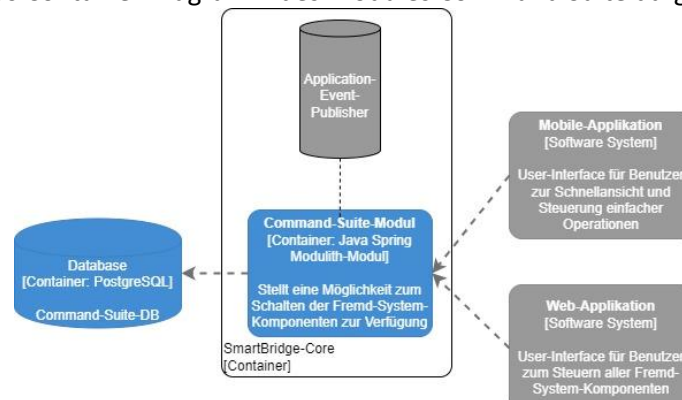 Application-
Event-
Publisher
Mobile-Applikation
[Software System]
User-Interface für Benutzer
zur Schnellansicht und
Steuerung einfacher
Operationen
Command-Suite-Modul
[Container: Java Spring
Modulith-Modul]
Stellt eine Möglichkeit zum
Schalten der Fremd-System-
Komponenten zur Verfügung
Database
[Container: PostgreSQL]
Command-Suite-DB
Web-Applikation
[Software System]
User-Interface für Benutzer
zum Steuern aller Fremd-
System-Komponenten
SmartBridge-Core
[Container]